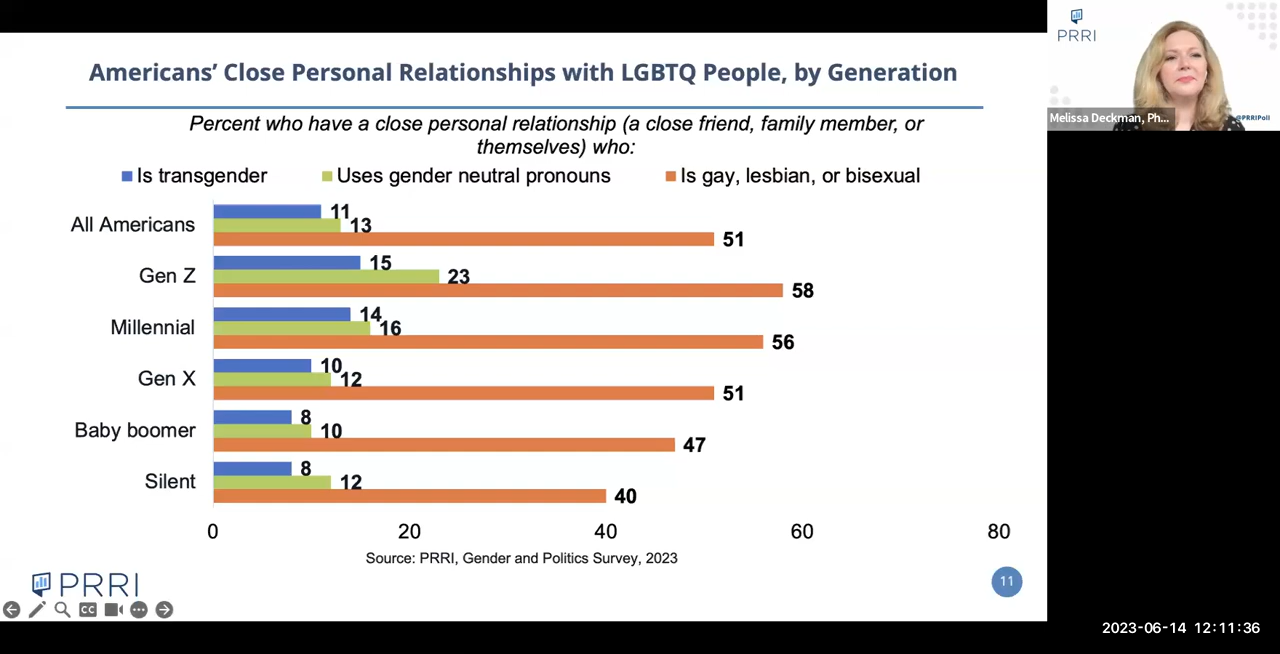 Americans’ Close Personal Relationships with LGBTQ People, by Generation
Percent who have a close personal relationship (a close friend, family member, or
themselves) who:
Is transgender
Uses gender neutral pronouns
Is gay, lesbian, or bisexual
All Americans
11
13
51
Gen Z
15
23
58
Millennial
14
16
56
Gen X
10
12
51
Baby boomer
8
10
47
Silent
8
12
40
0 20 40 60 80
Source: PRRI, Gender and Politics Survey, 2023
PRRI
11
CC
PRRI
Melissa Deckman, Ph...
@PRRIPoll
2023-06-14 12:11:36